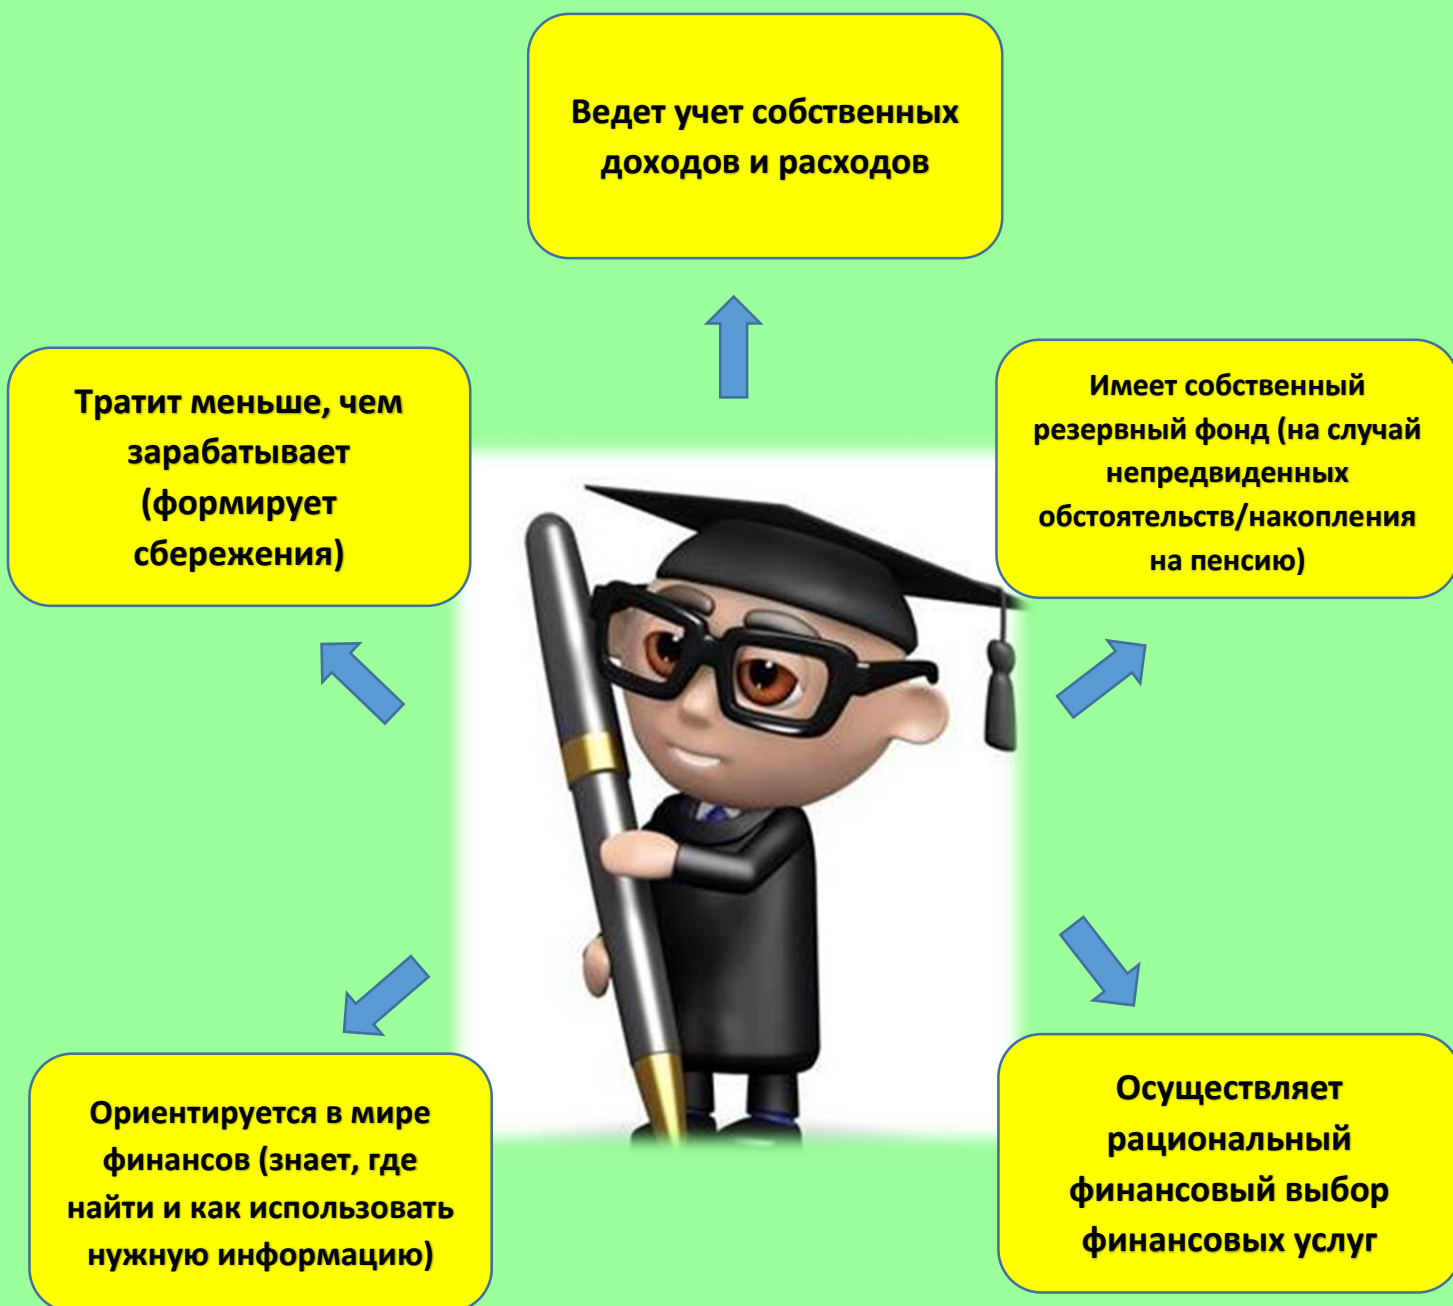 Ведет учет собственных
доходов и расходов
Тратит меньше, чем
зарабатывает
(формирует
сбережения)
Имеет собственный
резервный фонд (на случай
непредвиденных
обстоятельств/накопления
на пенсию)
Ориентируется в мире
финансов (знает, где
найти и как использовать
нужную информацию)
Осуществляет
рациональный
финансовый выбор
финансовых услуг